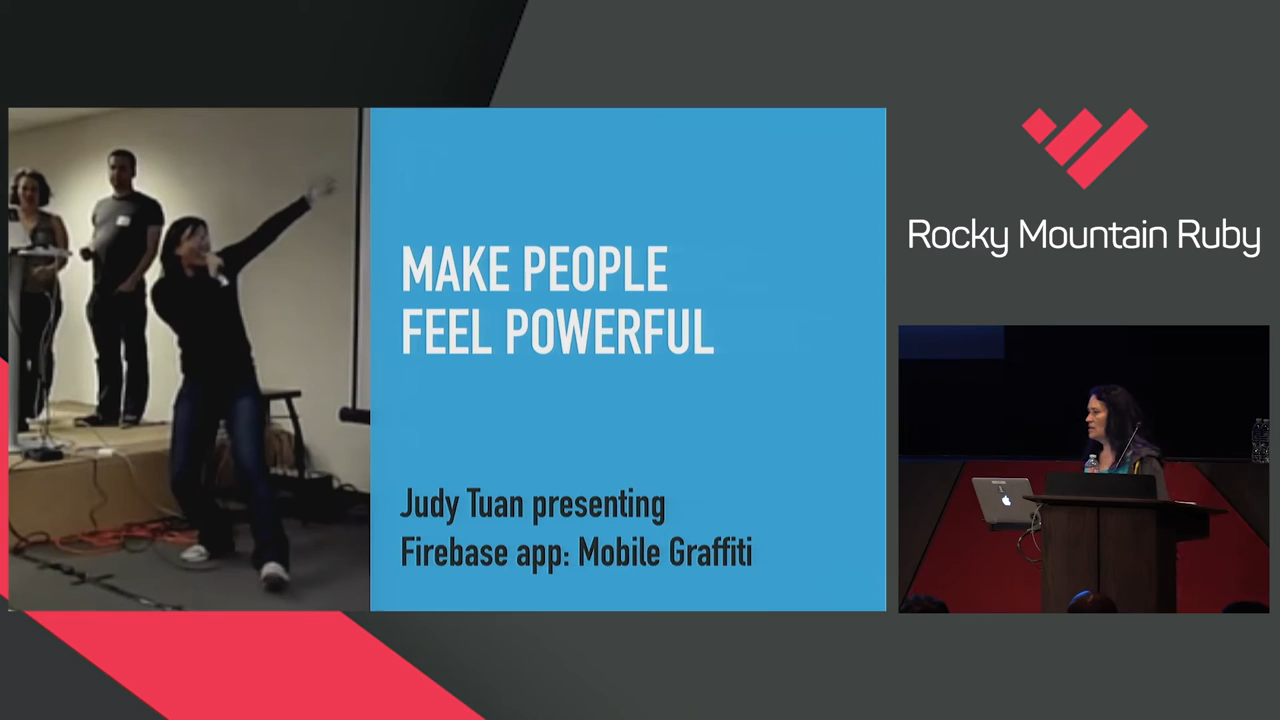 MAKE PEOPLE
FEEL POWERFUL
Judy Tuan presenting
Firebase app: Mobile Graffiti
Rocky Mountain Ruby